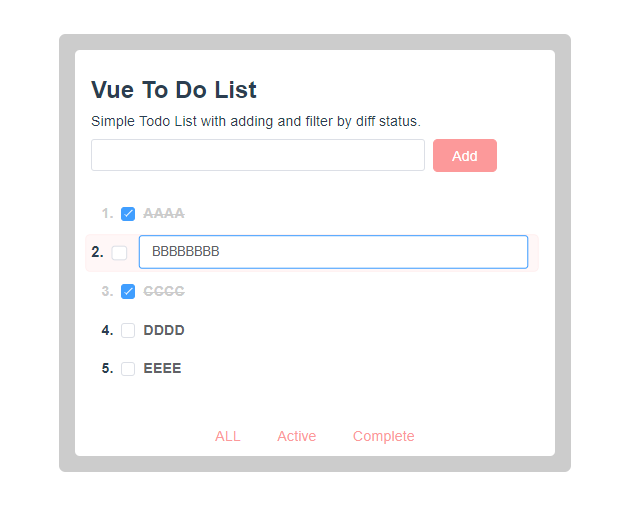 Vue To Do List
Simple Todo List with adding and filter by diff status.
Add
1. AAAA
2. BBBBBBBB
3. CCCC
4. DDDD
5. EEEE
ALL Active Complete